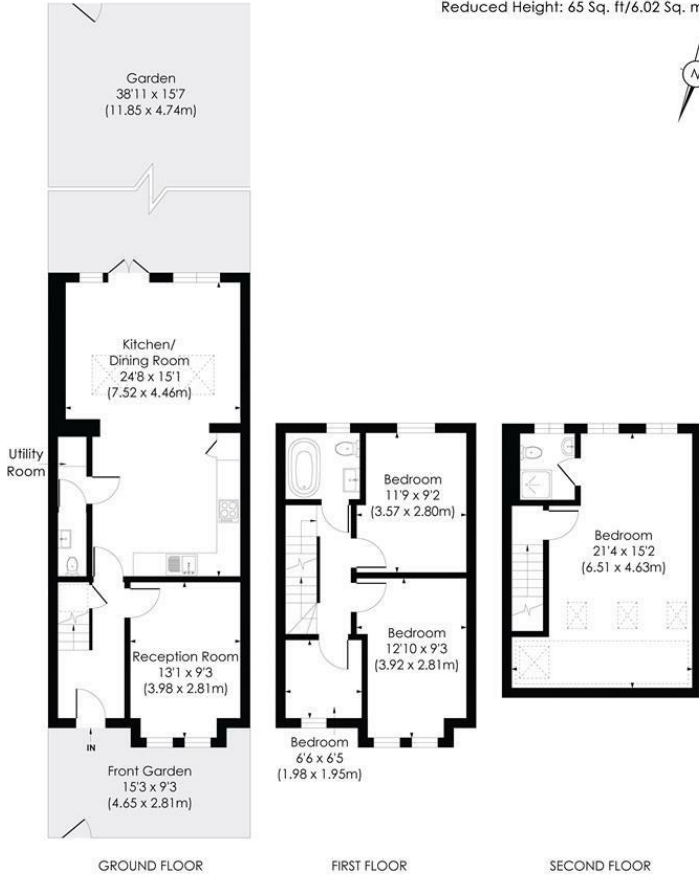 Reduced Height: 65 Sq. ft/6.02 Sq. m
N
Garden
38'11 x 15'7
(11.85 x 4.74m)
Kitchen/
Dining Room
24'8 x 15'1
(7.52 x 4.46m)
Utility
Room
Reception Room
13'1 x 9'3
(3.98 x 2.81m)
IN
Front Garden
15'3 x 9'3
(4.65 x 2.81m)
GROUND FLOOR
Bedroom
11'9 x 9'2
(3.57 x 2.80m)
Bedroom
12'10 x 9'3
(3.92 x 2.81m)
Bedroom
6'6 x 6'5
(1.98 x 1.95m)
FIRST FLOOR
Bedroom
21'4 x 15'2
(6.51 x 4.63m)
SECOND FLOOR